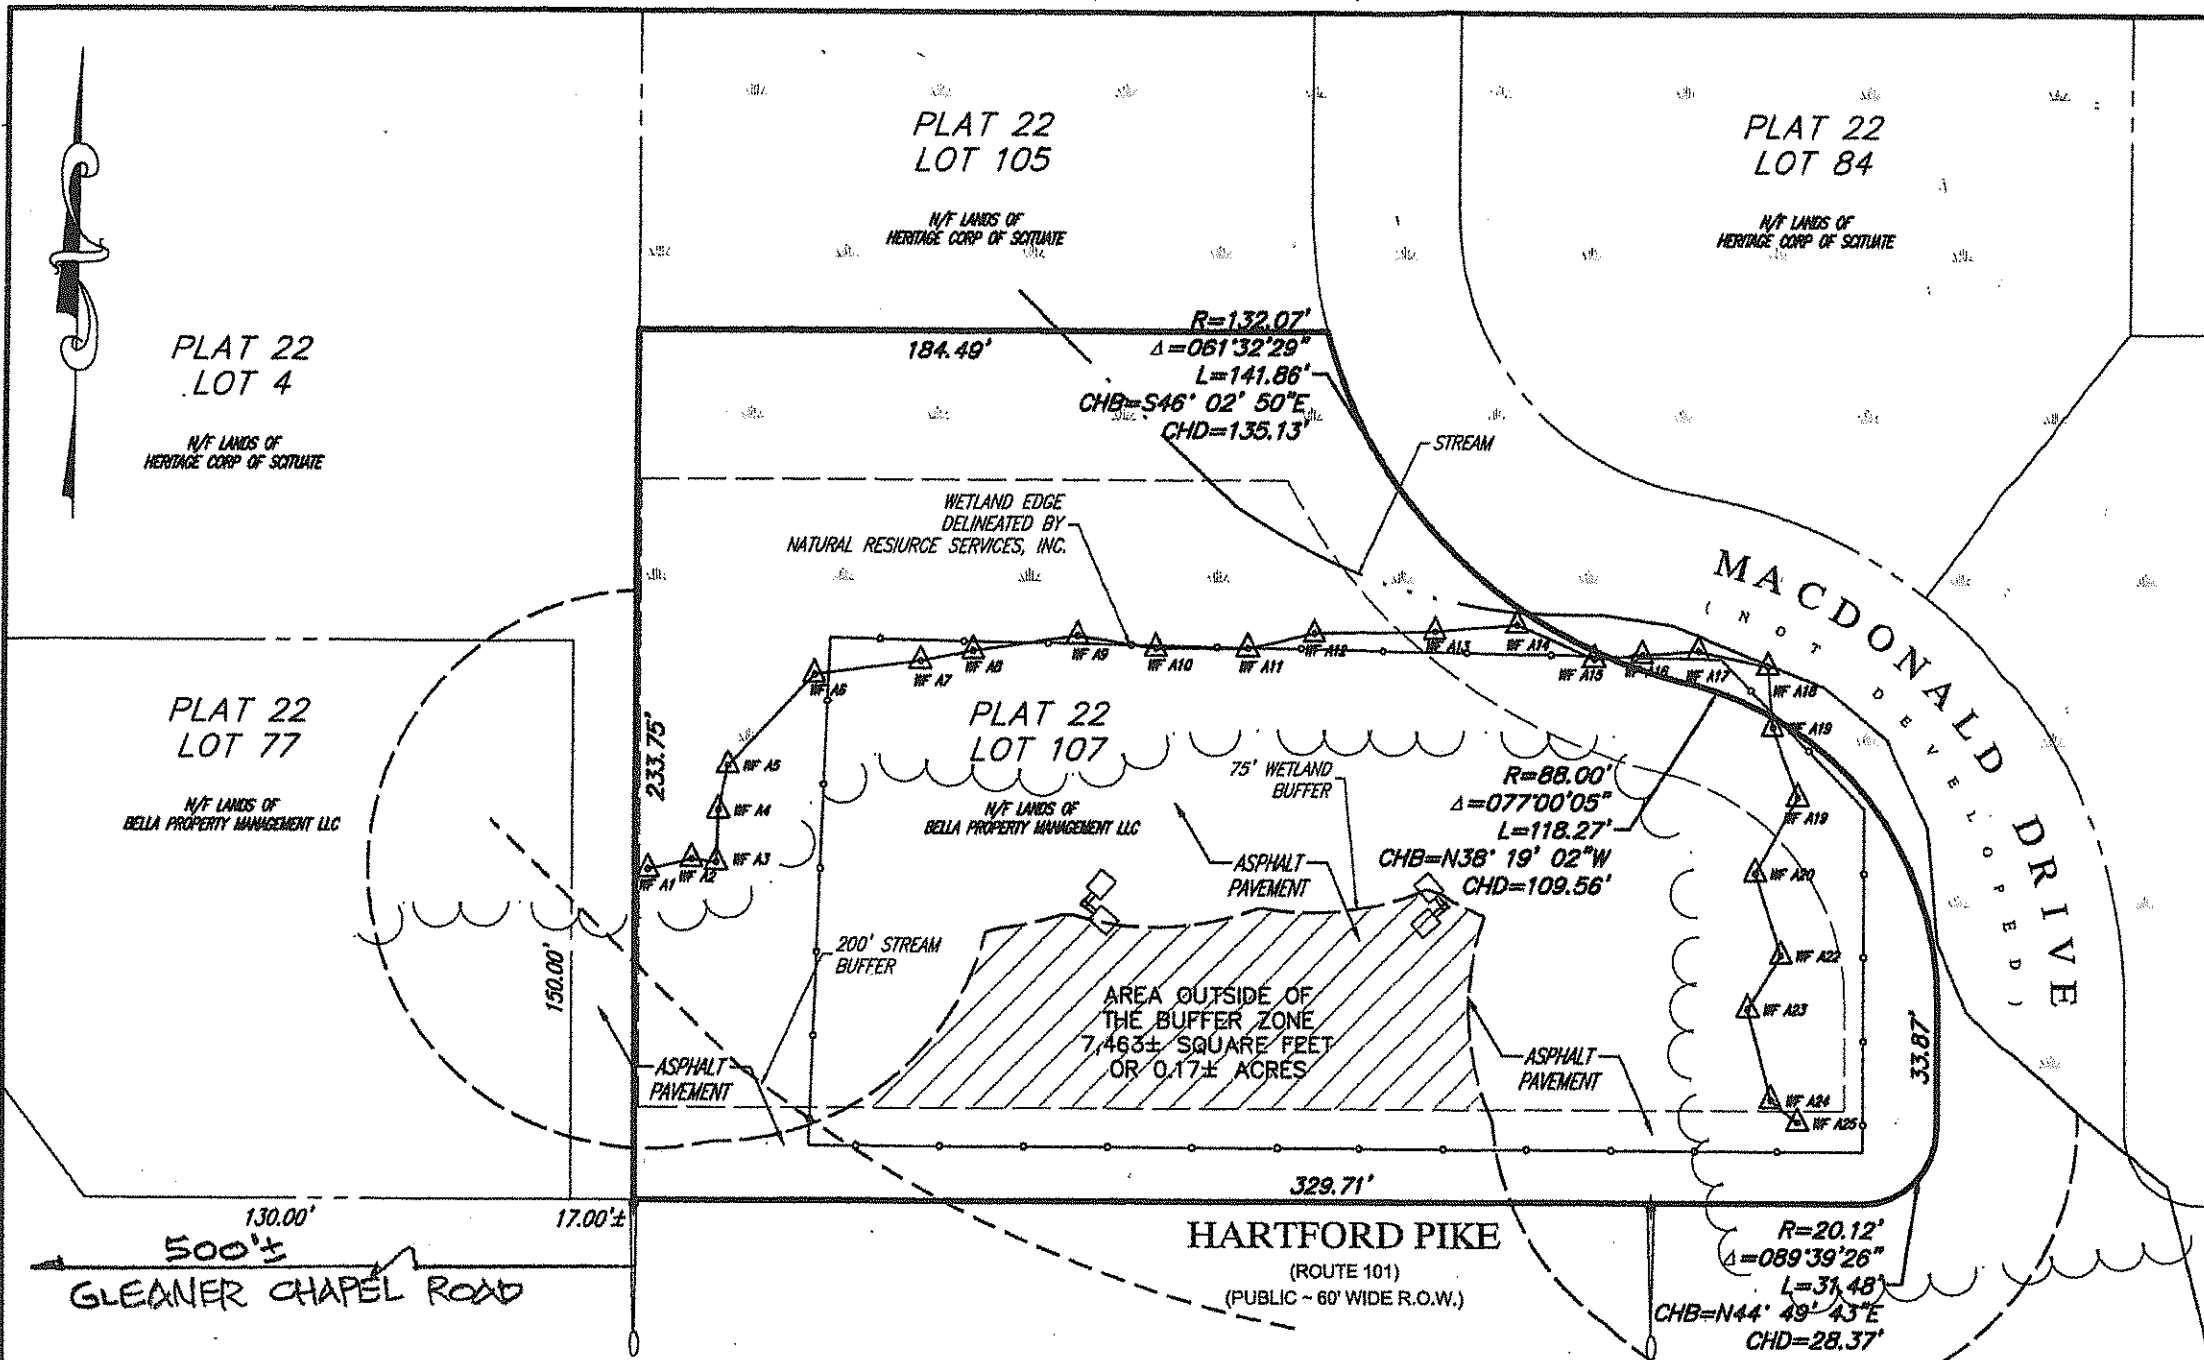 PLAT 22
LOT 105
N/F LANDS OF
HERITAGE CORP OF SCITUATE
PLAT 22
LOT 84
N/F LANDS OF
HERITAGE CORP OF SCITUATE
PLAT 22
LOT 4
N/F LANDS OF
HERITAGE CORP OF SCITUATE
184.49'
R=132.07'
Δ=061°32'29"
L=141.86'
CHB=S46° 02' 50"E
CHD=135.13'
STREAM
WETLAND EDGE
DELINEATED BY
NATURAL RESIURCE SERVICES, INC.
MACDONALD DRIVE
(NOT DEVELOPED)
WF A6
WF A7
WF A8
WF A9
WF A10
WF A11
WF A12
WF A13
WF A14
WF A15
WF A16
WF A17
WF A18
WF A19
WF A19
WF A20
WF A22
WF A23
WF A24
WF A25
WF A5
WF A4
WF A3
WF A2
WF A1
PLAT 22
LOT 77
N/F LANDS OF
BELLA PROPERTY MANAGEMENT LLC
233.75'
PLAT 22
LOT 107
N/F LANDS OF
BELLA PROPERTY MANAGEMENT LLC
75' WETLAND
BUFFER
R=88.00'
Δ=077°00'05"
L=118.27'
CHB=N38° 19' 02"W
CHD=109.56'
ASPHALT
PAVEMENT
200' STREAM
BUFFER
150.00'
AREA OUTSIDE OF
THE BUFFER ZONE
7,463± SQUARE FEET
OR 0.17± ACRES
ASPHALT
PAVEMENT
ASPHALT
PAVEMENT
33.87'
329.71'
130.00'
17.00'±
500'±
GLEANER CHAPEL ROAD
HARTFORD PIKE
(ROUTE 101)
(PUBLIC ~ 60' WIDE R.O.W.)
R=20.12'
Δ=089°39'26"
L=31.48'
CHB=N44° 49' 43"E
CHD=28.37'